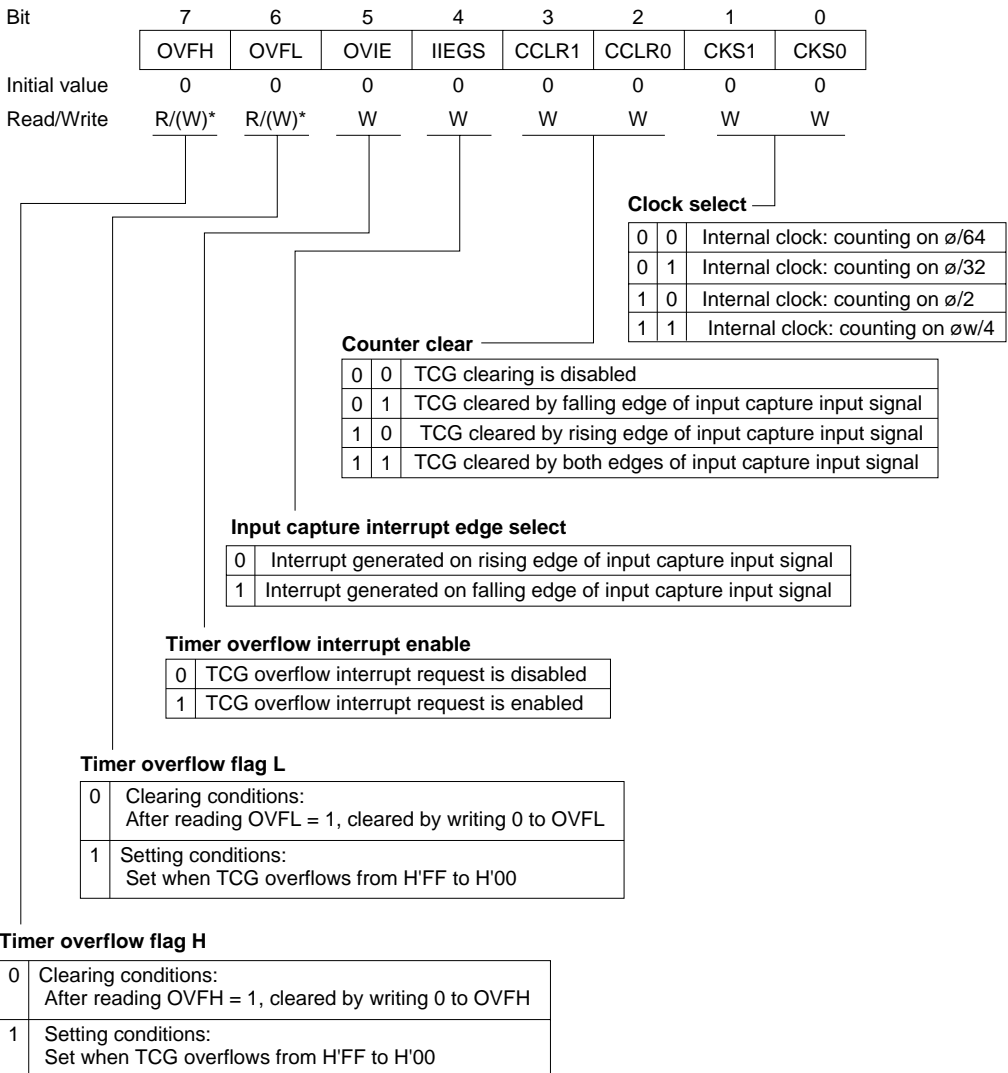 Bit 7 6 5 4 3 2 1 0
OVFH OVFL OVIE IIEGS CCLR1 CCLR0 CKS1 CKS0
Initial value 0 0 0 0 0 0 0 0
Read/Write R/(W)* R/(W)* W W W W W W
Clock select
0 0 Internal clock: counting on ø/64
0 1 Internal clock: counting on ø/32
1 0 Internal clock: counting on ø/2
1 1 Internal clock: counting on øw/4
Counter clear
0 0 TCG clearing is disabled
0 1 TCG cleared by falling edge of input capture input signal
1 0 TCG cleared by rising edge of input capture input signal
1 1 TCG cleared by both edges of input capture input signal
Input capture interrupt edge select
0 Interrupt generated on rising edge of input capture input signal
1 Interrupt generated on falling edge of input capture input signal
Timer overflow interrupt enable
0 TCG overflow interrupt request is disabled
1 TCG overflow interrupt request is enabled
Timer overflow flag L
0 Clearing conditions:
After reading OVFL = 1, cleared by writing 0 to OVFL
1 Setting conditions:
Set when TCG overflows from H'FF to H'00
Timer overflow flag H
0 Clearing conditions:
After reading OVFH = 1, cleared by writing 0 to OVFH
1 Setting conditions:
Set when TCG overflows from H'FF to H'00